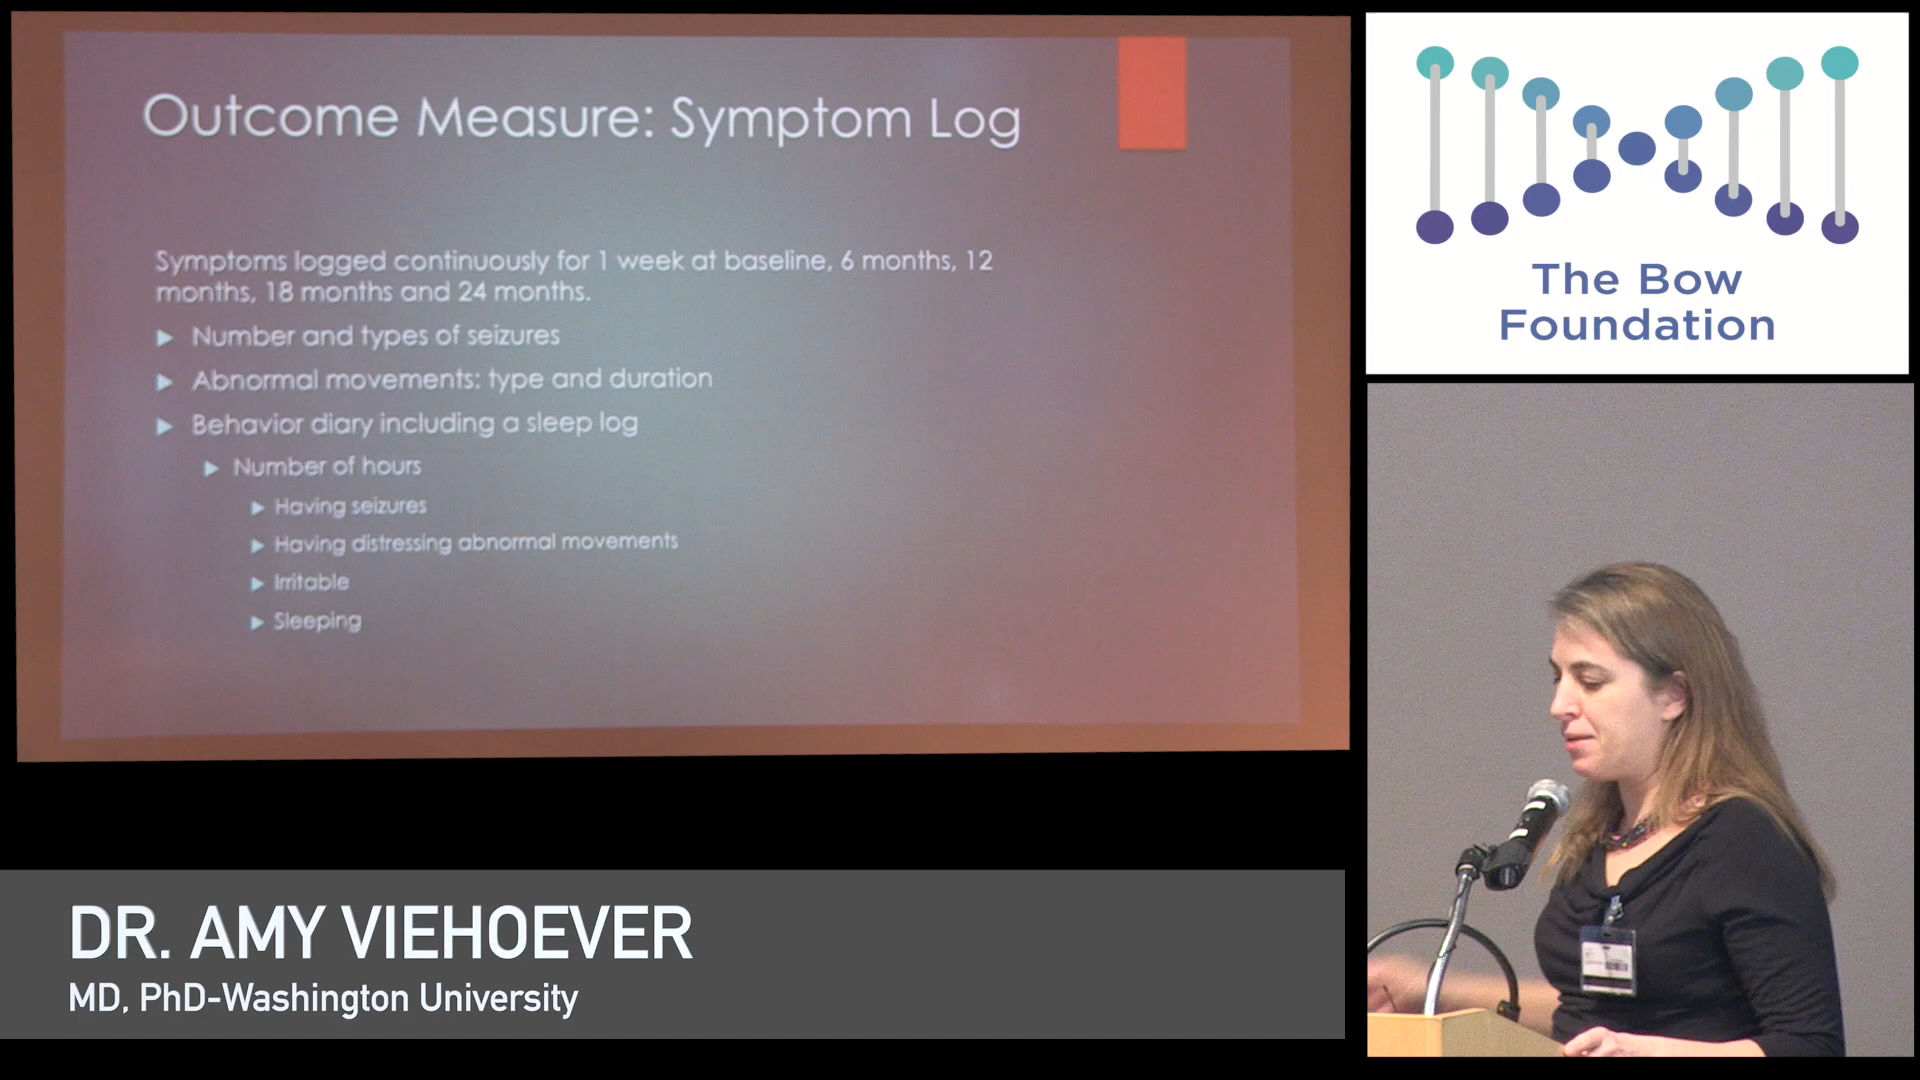 Outcome Measure: Symptom Log
Symptoms logged continuously for 1 week at baseline, 6 months, 12
months, 18 months and 24 months.
Number and types of seizures
Abnormal movements: type and duration
Behavior diary including a sleep log
Number of hours
Having seizures
Having distressing abnormal movements
Irritable
Sleeping
The Bow
Foundation
DR. AMY VIEHOEVER
MD, PhD-Washington University